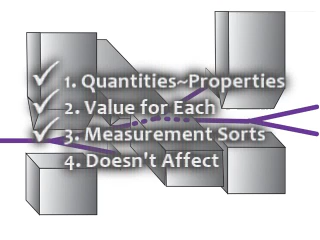 1. Quantities~Properties
2. Value for Each
3. Measurement Sorts
4. Doesn't Affect